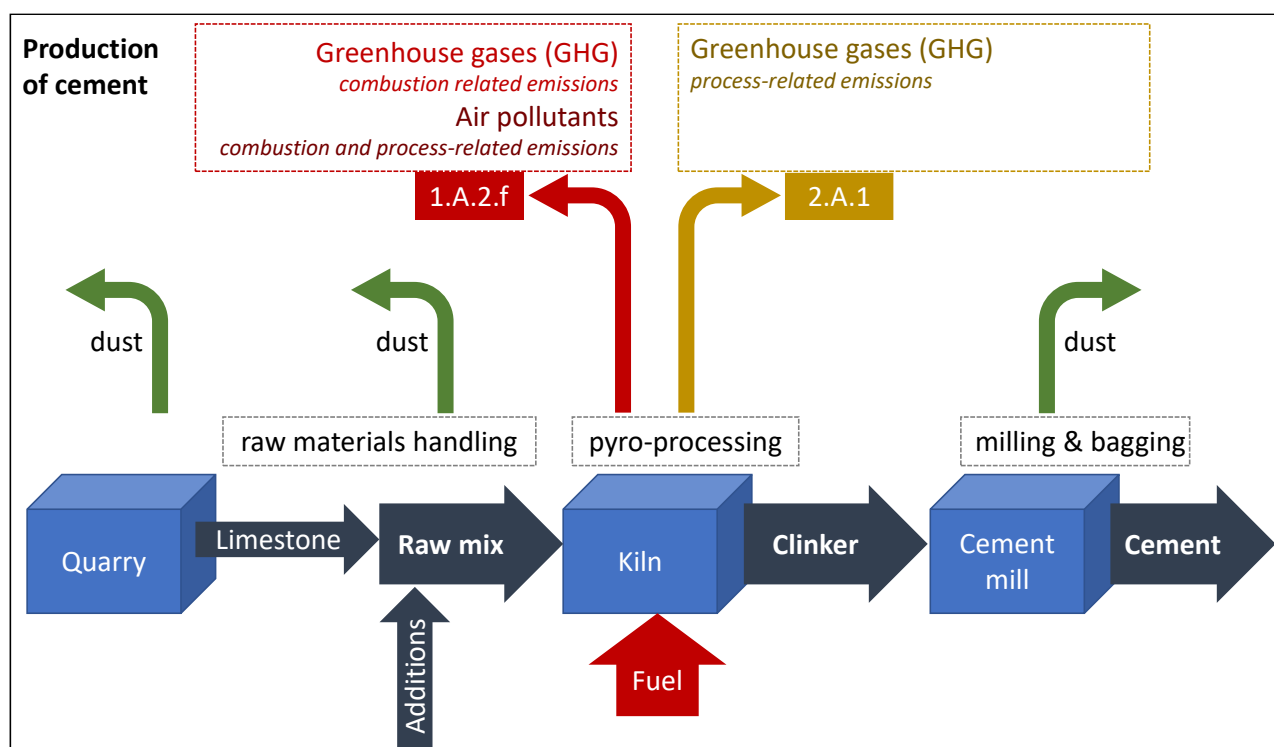 Production
of cement
Greenhouse gases (GHG)
combustion related emissions
Air pollutants
combustion and process-related emissions
1.A.2.f
Greenhouse gases (GHG)
process-related emissions
2.A.1
dust
dust
dust
raw materials handling
pyro-processing
milling & bagging
Quarry
Limestone
Raw mix
Additions
Kiln
Fuel
Clinker
Cement
mill
Cement